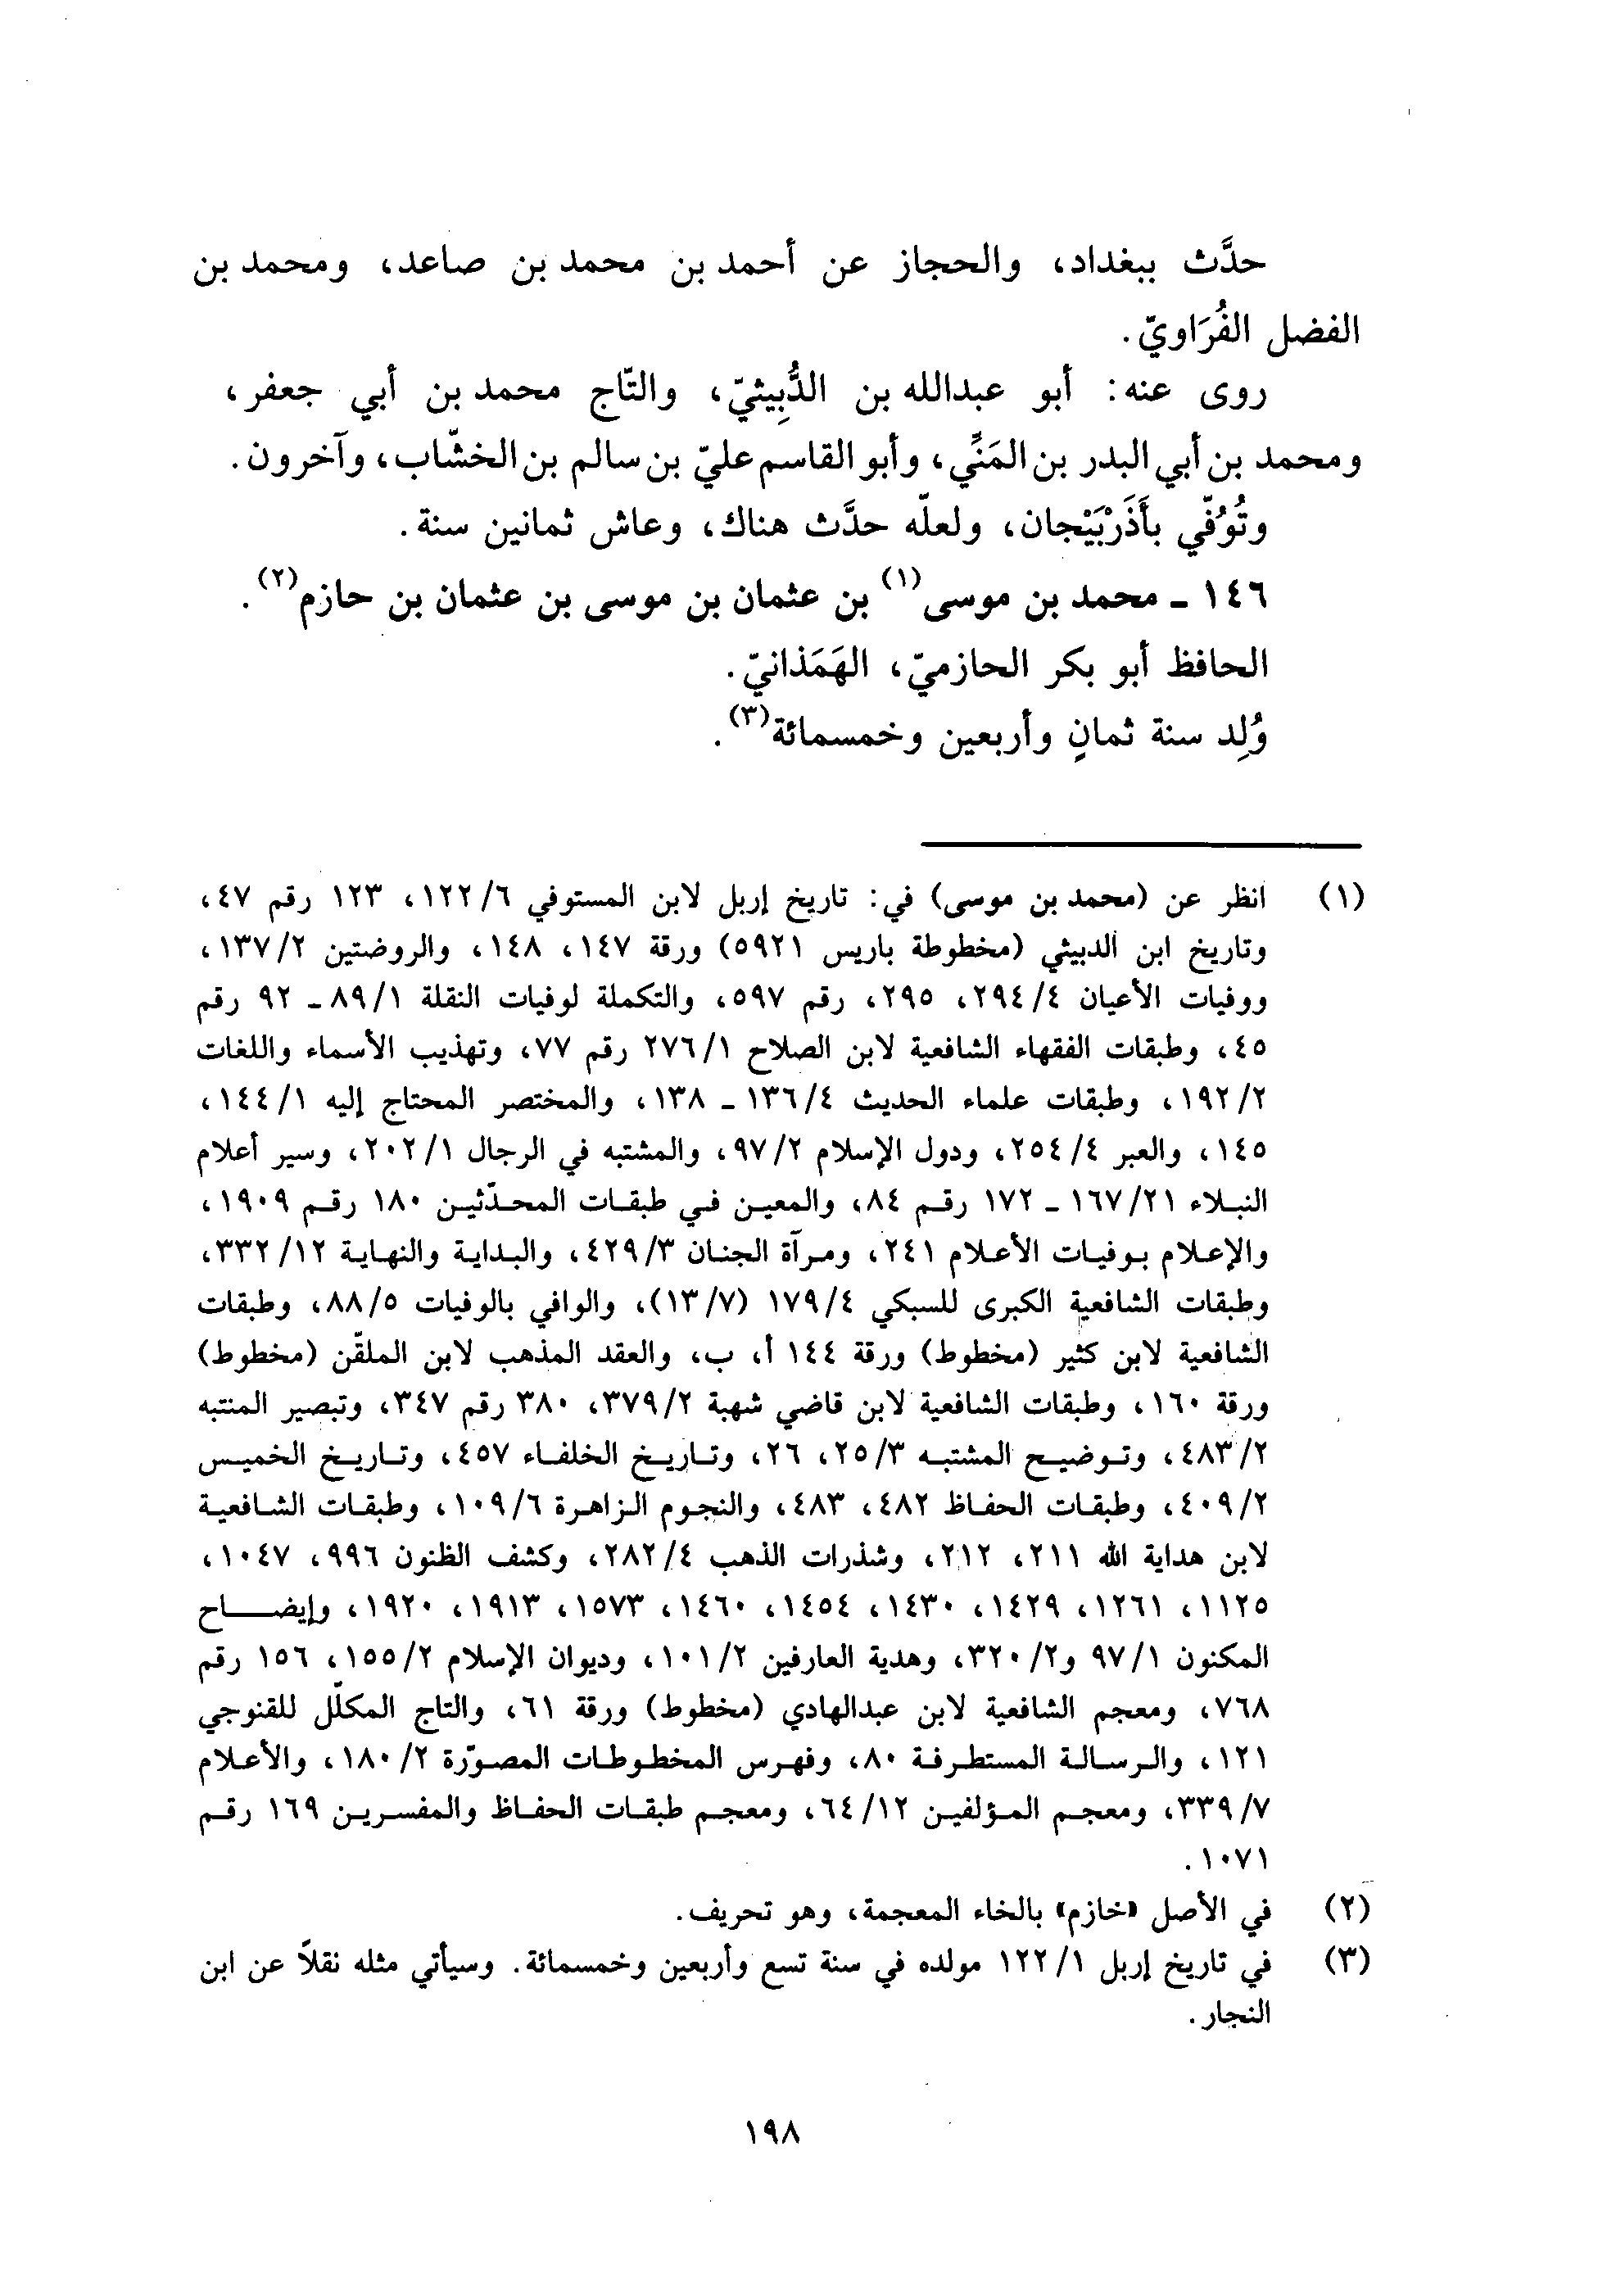 حدَّث ببغداد، والحجاز عن أحمد بن محمد بن صاعد، ومحمد بن
الفضل الفُرَاويّ.
روى عنه: أبو عبدالله بن الدُّبِيثيّ، والتّاج محمد بن أبي جعفر،
ومحمد بن أبي البدر بن المَنِّي، وأبو القاسم عليّ بن سالم بن الخشّاب، وآخرون.
وتُوُفّي بأَذَرْبَيْجان، ولعلّه حدَّث هناك، وعاش ثمانين سنة.
١٤٦ ـ محمد بن موسى(١) بن عثمان بن موسى بن عثمان بن حازم(٢).
الحافظ أبو بكر الحازميّ، الهَمَذانيّ.
وُلِد سنة ثمانٍ وأربعين وخمسمائة(٣).
(١) انظر عن (محمد بن موسى) في: تاريخ إربل لابن المستوفي ١٢٢/٦، ١٢٣ رقم ٤٧،
وتاريخ ابن الدبيثي (مخطوطة باريس ٥٩٢١) ورقة ١٤٧، ١٤٨، والروضتين ١٣٧/٢،
ووفيات الأعيان ٢٩٤/٤، ٢٩٥، رقم ٥٩٧، والتكملة لوفيات النقلة ٨٩/١ ـ ٩٢ رقم
٤٥، وطبقات الفقهاء الشافعية لابن الصلاح ٢٧٦/١ رقم ٧٧، وتهذيب الأسماء واللغات
١٩٢/٢، وطبقات علماء الحديث ١٣٦/٤ ـ ١٣٨، والمختصر المحتاج إليه ١٤٤/١،
١٤٥، والعبر ٢٥٤/٤، ودول الإسلام ٩٧/٢، والمشتبه في الرجال ٢٠٢/١، وسير أعلام
النبلاء ١٦٧/٢١ ـ ١٧٢ رقم ٨٤، والمعين في طبقات المحدّثين ١٨٠ رقم ١٩٠٩،
والإعلام بوفيات الأعلام ٢٤١، ومرآة الجنان ٤٢٩/٣، والبداية والنهاية ٣٣٢/١٢،
وطبقات الشافعية الكبرى للسبكي ١٧٩/٤ (١٣/٧)، والوافي بالوفيات ٨٨/٥، وطبقات
الشافعية لابن كثير (مخطوط) ورقة ١٤٤ أ، ب، والعقد المذهب لابن الملقّن (مخطوط)
ورقة ١٦٠، وطبقات الشافعية لابن قاضي شهبة ٣٧٩/٢، ٣٨٠ رقم ٣٤٧، وتبصير المنتبه
٤٨٣/٢، وتوضيح المشتبه ٢٥/٣، ٢٦، وتاريخ الخلفاء ٤٥٧، وتاريخ الخميس
٤٠٩/٢، وطبقات الحفاظ ٤٨٢، ٤٨٣، والنجوم الزاهرة ١٠٩/٦، وطبقات الشافعية
لابن هداية الله ٢١١، ٢١٢، وشذرات الذهب ٢٨٢/٤، وكشف الظنون ٩٩٦، ١٠٤٧،
١١٢٥، ١٢٦١، ١٤٢٩، ١٤٣٠، ١٤٥٤، ١٤٦٠، ١٥٧٣، ١٩١٣، ١٩٢٠، وإيضاح
المكنون ٩٧/١ و٣٢٠/٢، وهدية العارفين ١٠١/٢، وديوان الإسلام ١٥٥/٢، ١٥٦ رقم
٧٦٨، ومعجم الشافعية لابن عبدالهادي (مخطوط) ورقة ٦١، والتاج المكلّل للقنوجي
١٢١، والرسالة المستطرفة ٨٠، وفهرس المخطوطات المصوّرة ١٨٠/٢، والأعلام
٣٣٩/٧، ومعجم المؤلفين ٦٤/١٢، ومعجم طبقات الحفاظ والمفسرين ١٦٩ رقم
١٠٧١.
(٢) في الأصل «خازم» بالخاء المعجمة، وهو تحريف.
(٣) في تاريخ إربل ١٢٢/١ مولده في سنة تسع وأربعين وخمسمائة. وسيأتي مثله نقلاً عن ابن
النجار.
١٩٨